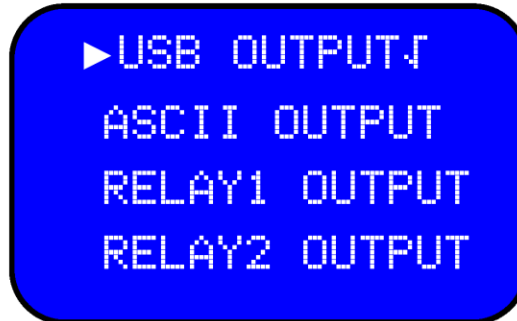 ►USB OUTPUT√
ASCII OUTPUT
RELAY1 OUTPUT
RELAY2 OUTPUT